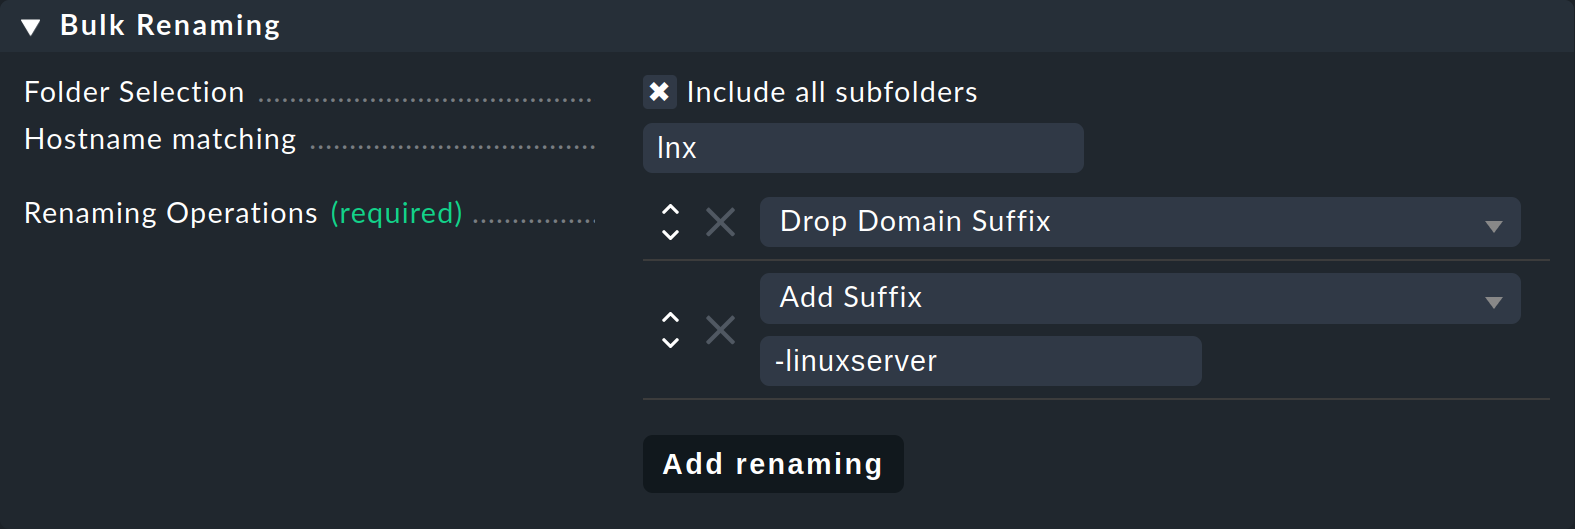 Bulk Renaming
Folder Selection
Include all subfolders
Hostname matching
lnx
Renaming Operations (required)
Drop Domain Suffix
Add Suffix
-linuxserver
Add renaming